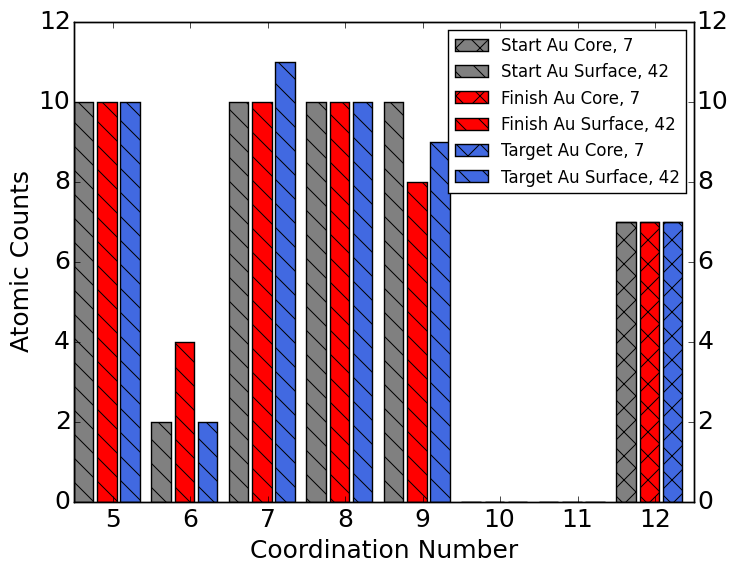 12
12
Start Au Core, 7
Start Au Surface, 42
Finish Au Core, 7
Finish Au Surface, 42
Target Au Core, 7
Target Au Surface, 42
10
10
8
8
6
6
4
4
2
2
0
0
Atomic Counts
5 6 7 8 9 10 11 12
Coordination Number